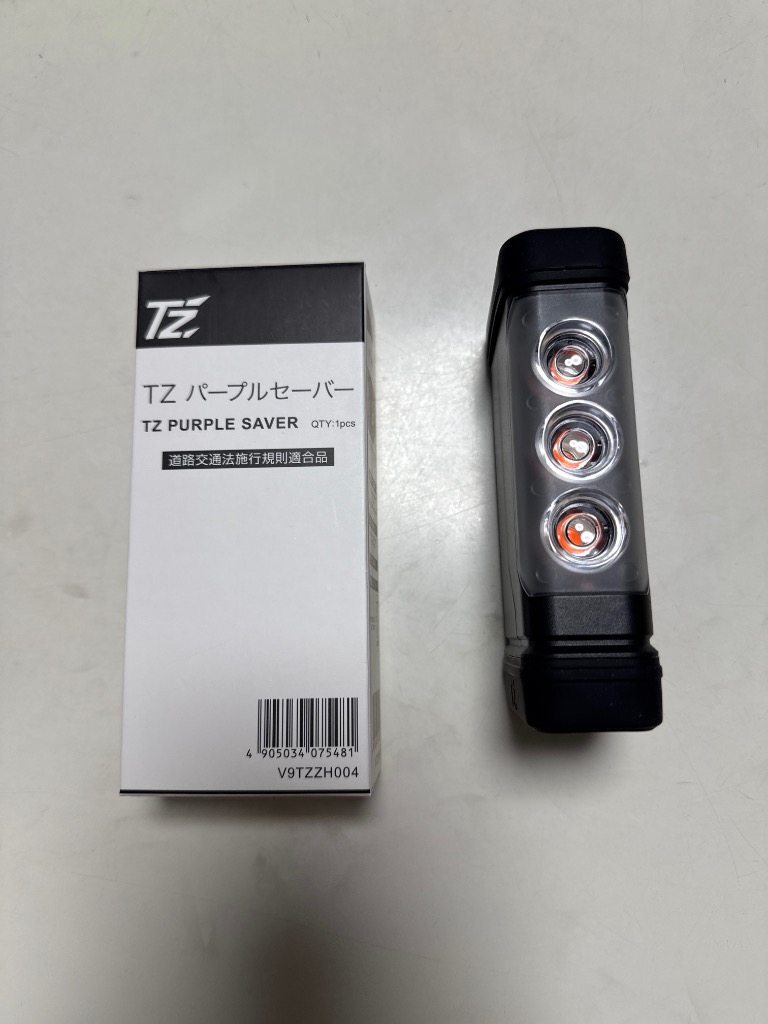 TZ
TZ パープルセーバー
TZ PURPLE SAVER QTY:1pcs
道路交通法施行規則適合品
4 905034 075481
V9TZZH004